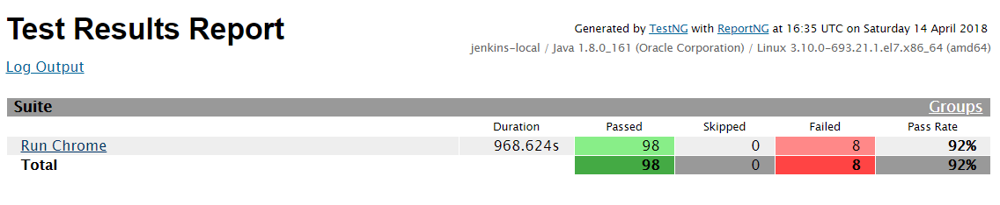 Test Results Report
Generated by TestNG with ReportNG at 16:35 UTC on Saturday 14 April 2018
jenkins-local / Java 1.8.0_161 (Oracle Corporation) / Linux 3.10.0-693.21.1.el7.x86_64 (amd64)
Log Output
Suite Groups
Duration Passed Skipped Failed Pass Rate
Run Chrome 968.624s 98 0 8 92%
Total 98 0 8 92%